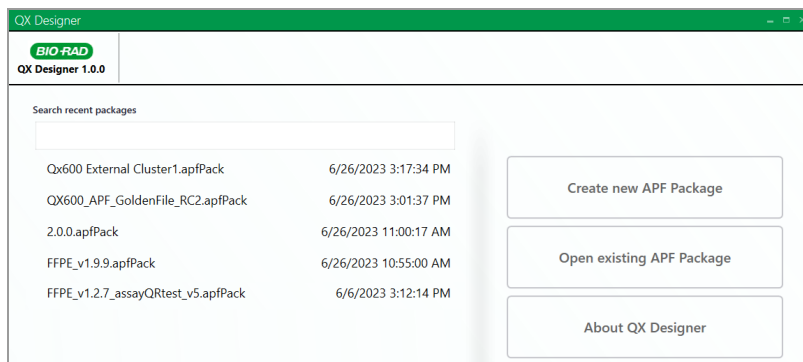 QX Designer
BIO-RAD
QX Designer 1.0.0
Search recent packages
Qx600 External Cluster1.apfPack 6/26/2023 3:17:34 PM
QX600_APF_GoldenFile_RC2.apfPack 6/26/2023 3:01:37 PM
2.0.0.apfPack 6/26/2023 11:00:17 AM
FFPE_v1.9.9.apfPack 6/26/2023 10:55:00 AM
FFPE_v1.2.7_assayQRtest_v5.apfPack 6/6/2023 3:12:14 PM
Create new APF Package
Open existing APF Package
About QX Designer